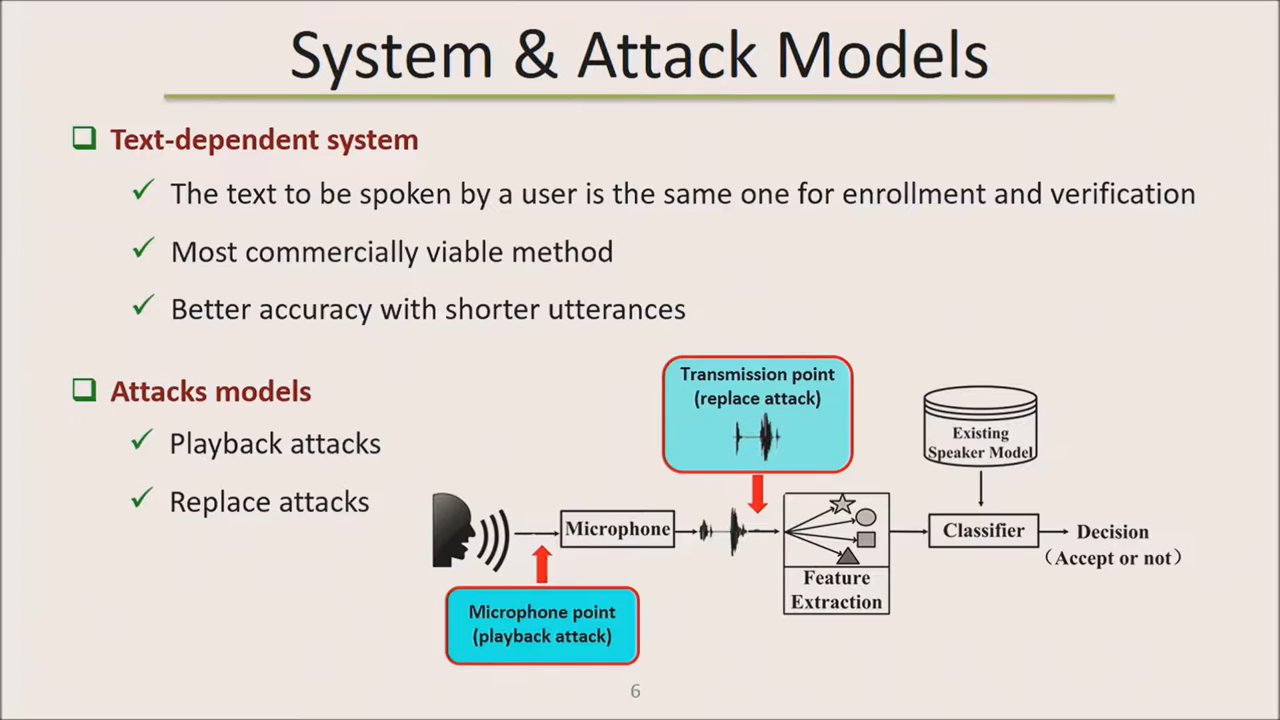 System & Attack Models
Text-dependent system
The text to be spoken by a user is the same one for enrollment and verification
Most commercially viable method
Better accuracy with shorter utterances
Attacks models
Playback attacks
Replace attacks
Transmission point
(replace attack)
Existing
Speaker Model
Microphone
Classifier
Decision
(Accept or not)
Feature
Extraction
Microphone point
(playback attack)
6